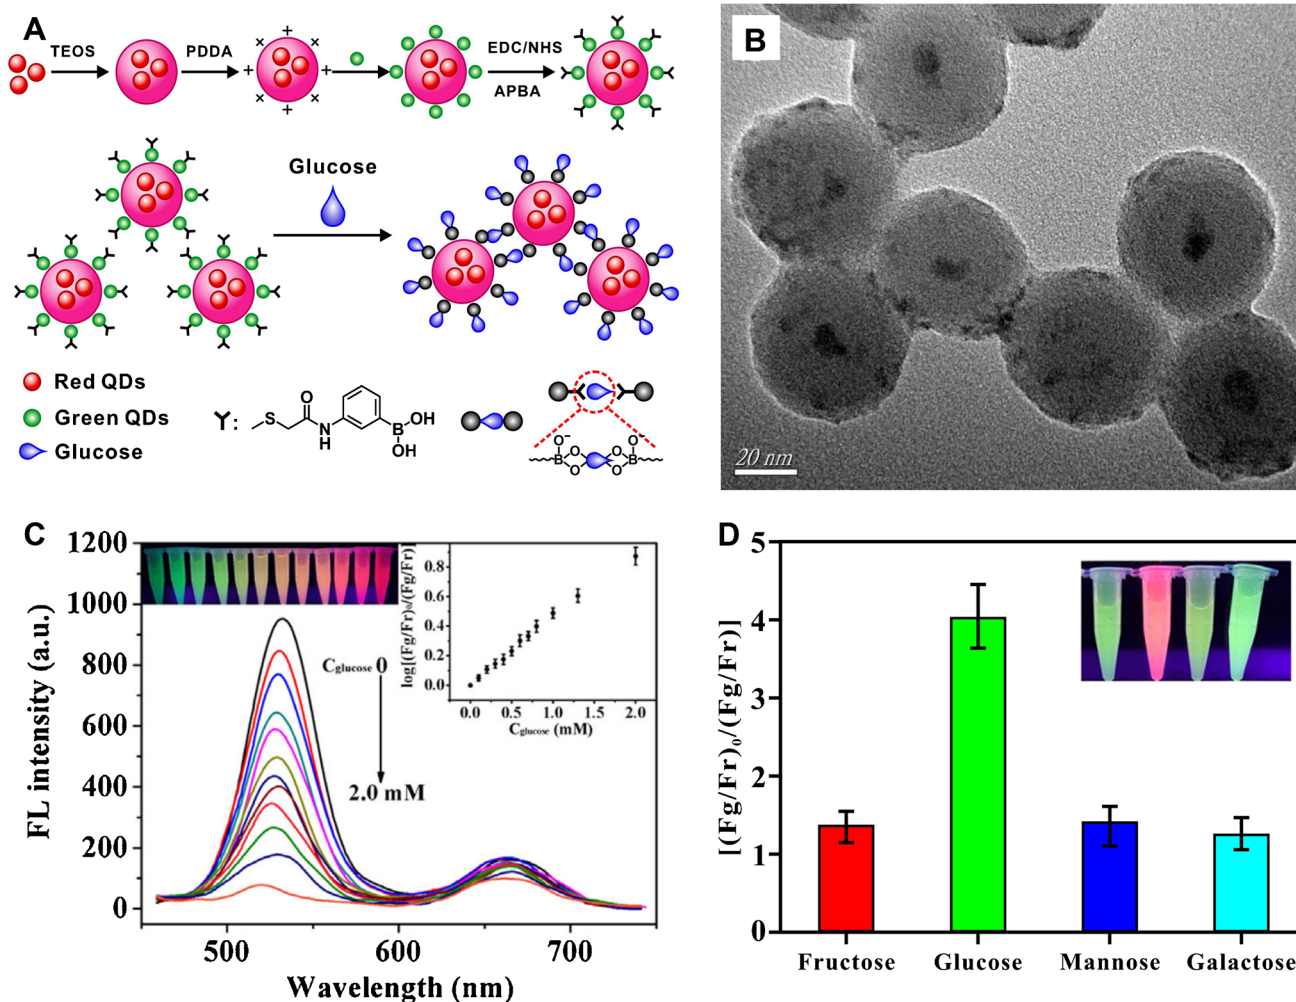 A
TEOS
PDDA
EDC/NHS
APBA
+
× ×
+ +
× ×
+
Glucose
Red QDs
Green QDs
Glucose
Y:
S
O
N
H
B
OH
OH
O⁻ O⁻
B O O B
O O
B
20 nm
C
FL intensity (a.u.)
1200
1000
800
600
400
200
0
500 600 700
Wavelength (nm)
Cglucose 0
2.0 mM
log[(Fg/Fr)0/(Fg/Fr)]
0.8
0.6
0.4
0.2
0.0
0.0 0.5 1.0 1.5 2.0
Cglucose (mM)
D
[(Fg/Fr)0/(Fg/Fr)]
5
4
3
2
1
0
Fructose Glucose Mannose Galactose